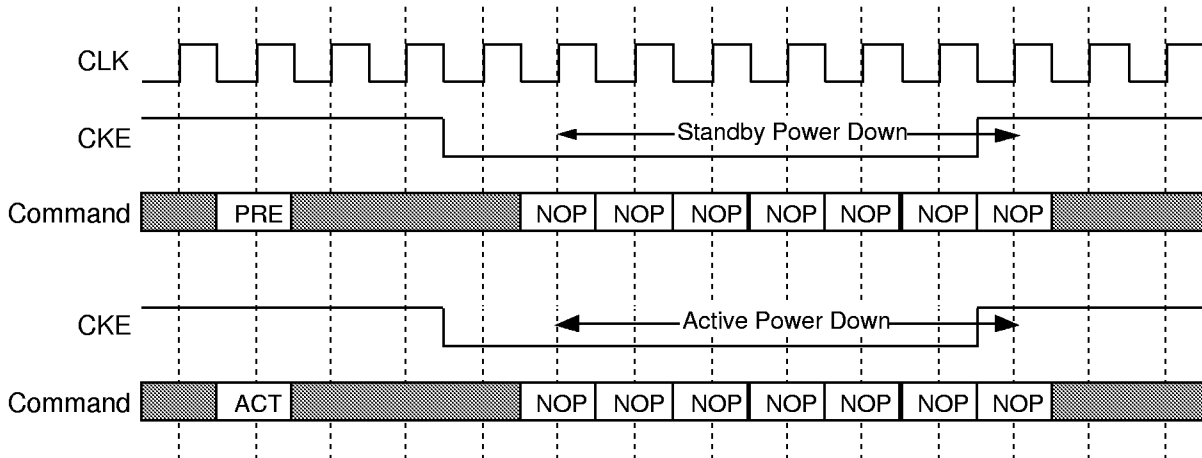 CLK
CKE Standby Power Down
Command PRE NOP NOP NOP NOP NOP NOP NOP
CKE Active Power Down
Command ACT NOP NOP NOP NOP NOP NOP NOP